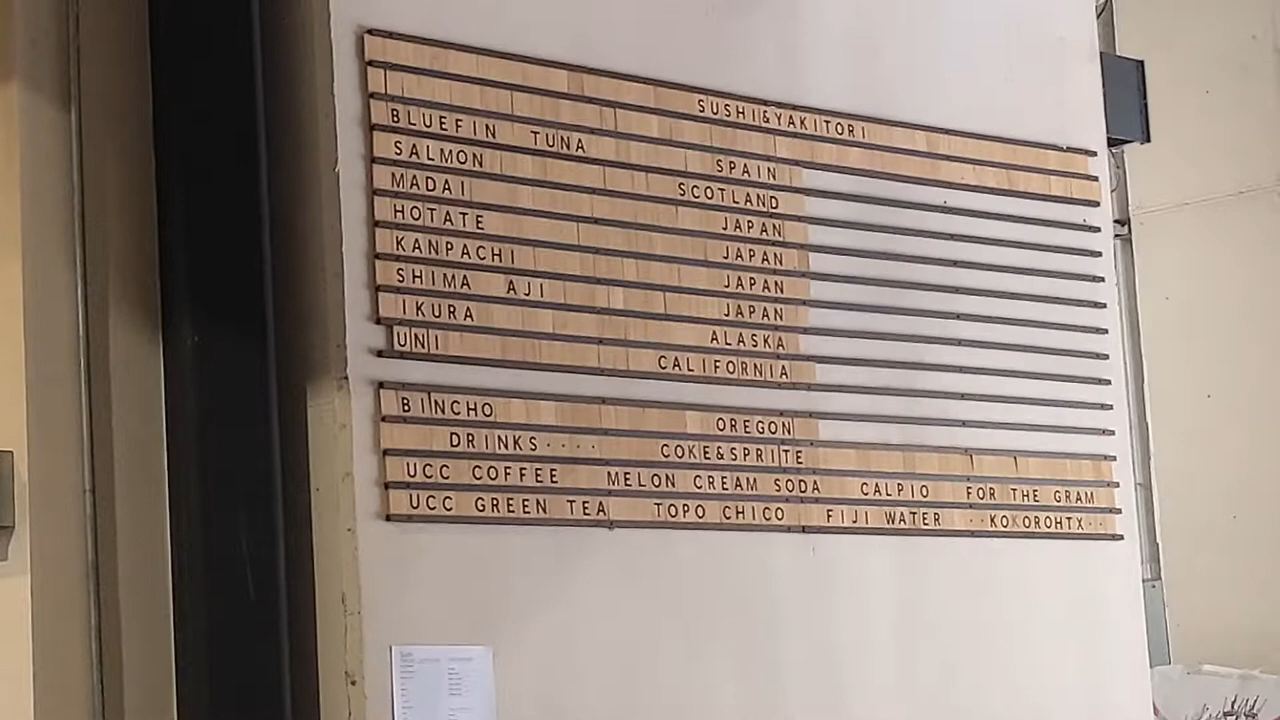 SUSHI&YAKITORI
BLUEFIN TUNA SPAIN
SALMON SCOTLAND
MADAI JAPAN
HOTATE JAPAN
KANPACHI JAPAN
SHIMA AJI JAPAN
IKURA ALASKA
UNI CALIFORNIA
BINCHO OREGON
DRINKS···· COKE&SPRITE
UCC COFFEE MELON CREAM SODA CALPIO FOR THE GRAM
UCC GREEN TEA TOPO CHICO FIJI WATER ··KOKOROHTX··